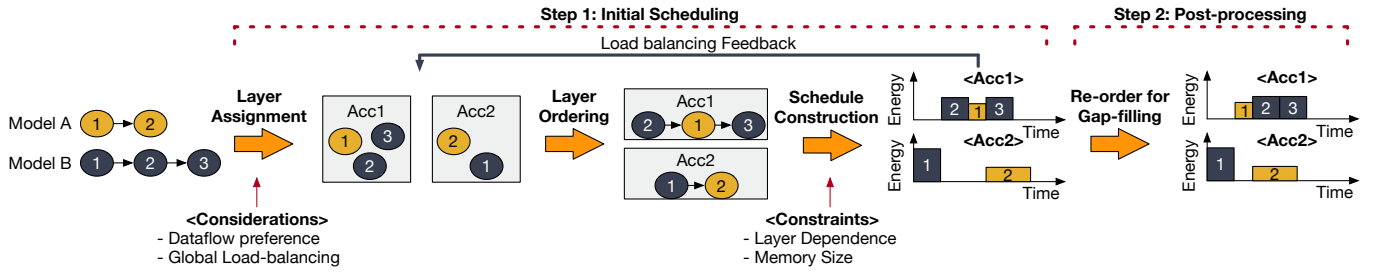 Step 1: Initial Scheduling
Step 2: Post-processing
Load balancing Feedback
Model A
1
2
Model B
1
2
3
Layer
Assignment
<Considerations>
- Dataflow preference
- Global Load-balancing
Acc1
1
3
2
Acc2
2
1
Layer
Ordering
Acc1
2
1
3
Acc2
1
2
Schedule
Construction
<Constraints>
- Layer Dependence
- Memory Size
<Acc1>
Energy
2
1
3
Time
<Acc2>
Energy
1
2
Time
Re-order for
Gap-filling
<Acc1>
Energy
1
2
3
Time
<Acc2>
Energy
1
2
Time